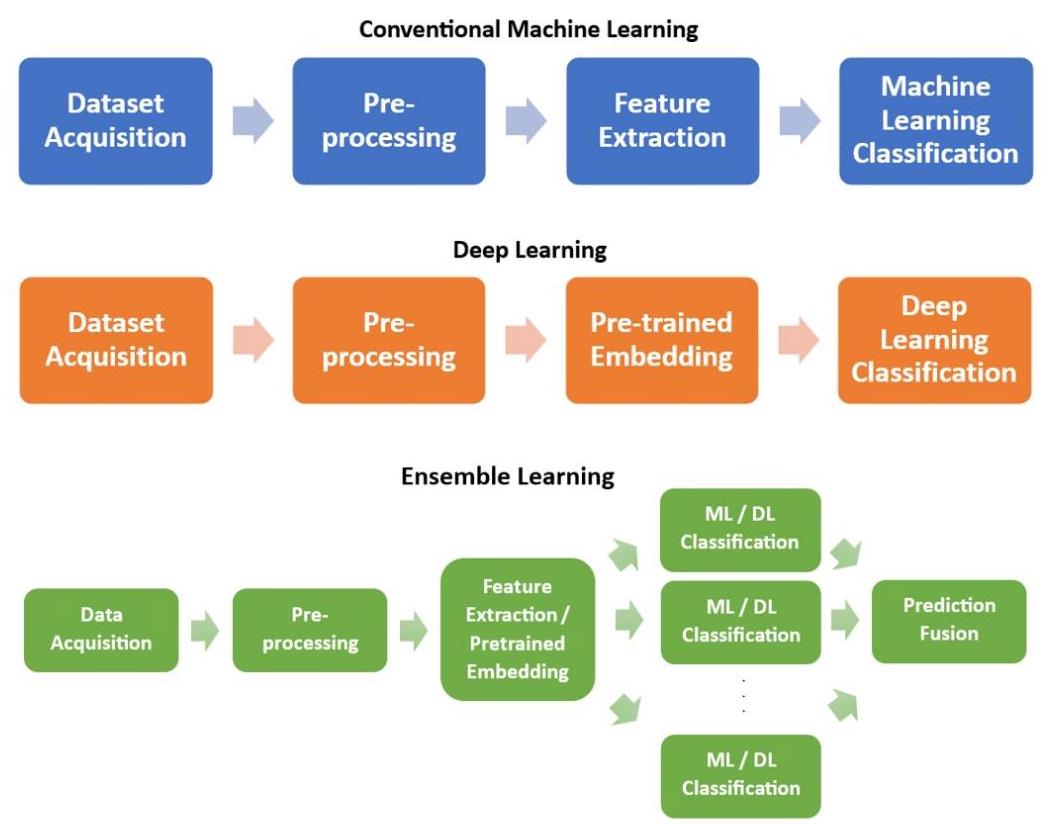 Conventional Machine Learning
Dataset
Acquisition
Pre-
processing
Feature
Extraction
Machine
Learning
Classification
Deep Learning
Dataset
Acquisition
Pre-
processing
Pre-trained
Embedding
Deep
Learning
Classification
Ensemble Learning
Data
Acquisition
Pre-
processing
Feature
Extraction /
Pretrained
Embedding
ML / DL
Classification
ML / DL
Classification
.
.
.
ML / DL
Classification
Prediction
Fusion